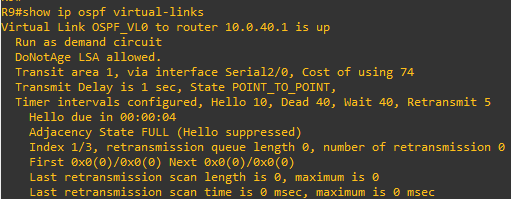 R9#show ip ospf virtual-links
Virtual Link OSPF_VL0 to router 10.0.40.1 is up
Run as demand circuit
DoNotAge LSA allowed.
Transit area 1, via interface Serial2/0, Cost of using 74
Transmit Delay is 1 sec, State POINT_TO_POINT,
Timer intervals configured, Hello 10, Dead 40, Wait 40, Retransmit 5
Hello due in 00:00:04
Adjacency State FULL (Hello suppressed)
Index 1/3, retransmission queue length 0, number of retransmission 0
First 0x0(0)/0x0(0) Next 0x0(0)/0x0(0)
Last retransmission scan length is 0, maximum is 0
Last retransmission scan time is 0 msec, maximum is 0 msec